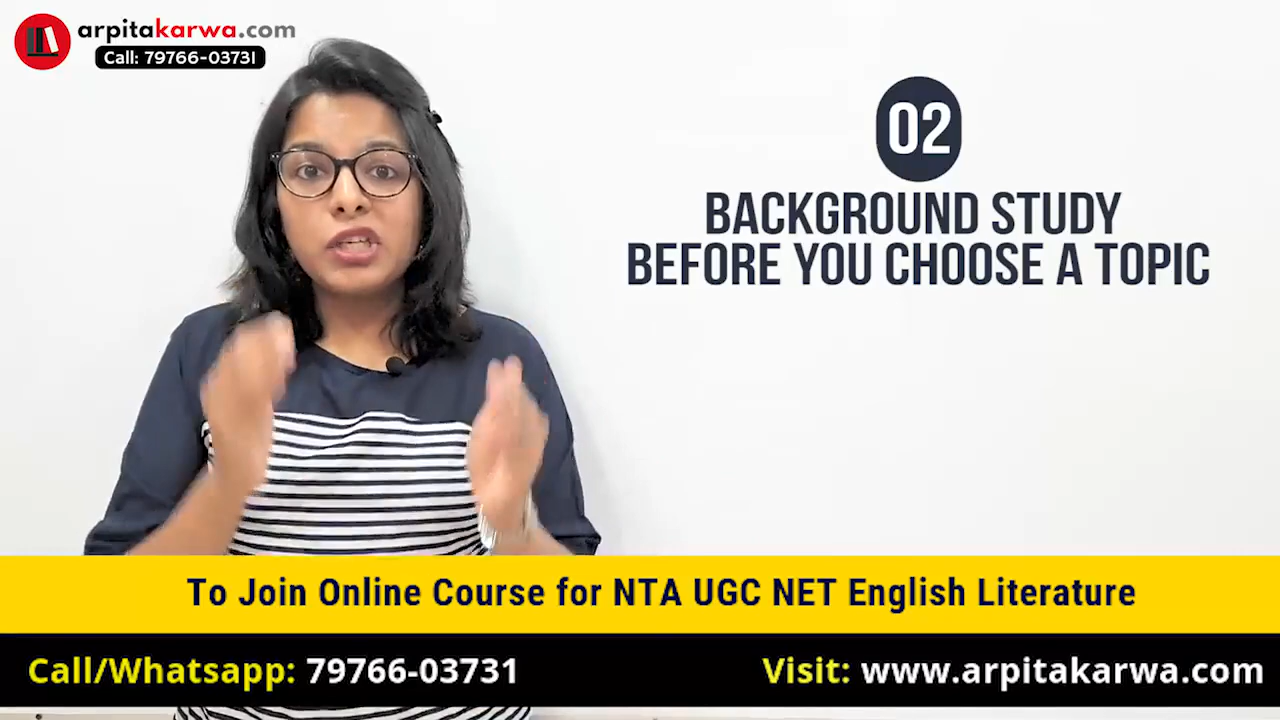 arpitakarwa.com
Call: 79766-03731
02
BACKGROUND STUDY
BEFORE YOU CHOOSE A TOPIC
To Join Online Course for NTA UGC NET English Literature
Call/Whatsapp: 79766-03731
Visit: www.arpitakarwa.com